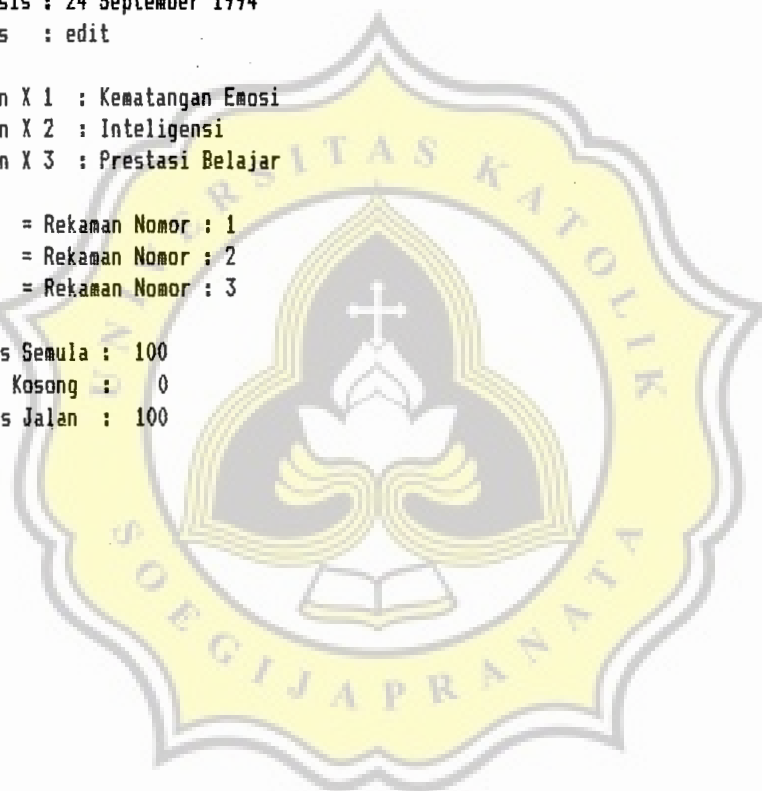 sis : 24 September 1994
s : edit
n X 1 : Kematangan Emosi
n X 2 : Inteligensi
n X 3 : Prestasi Belajar
= Rekaman Nomor : 1
= Rekaman Nomor : 2
= Rekaman Nomor : 3
s Semula : 100
Kosong : 0
s Jalan : 100
UNIVERSITAS KATOLIK
SOEGIJAPRANATA